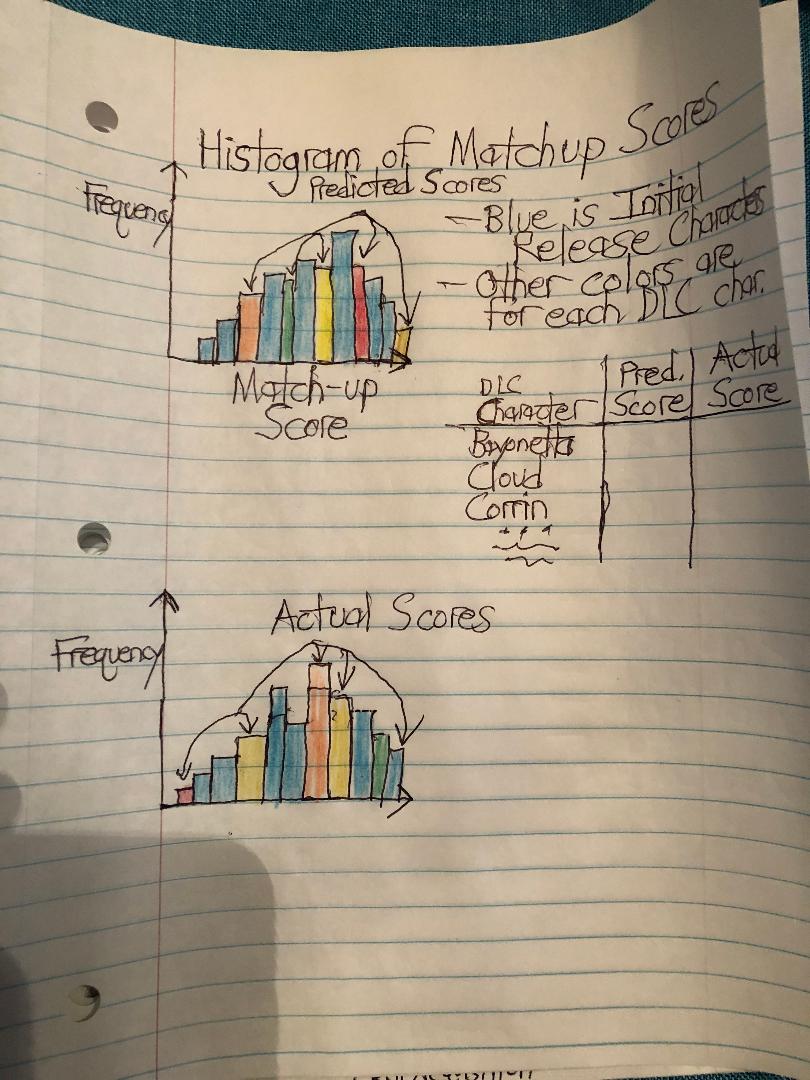 Histogram of Matchup Scores
Predicted Scores
Frequency
- Blue is Initial
Release Characters
- Other colors are
for each DLC char.
Match-up
Score
DLC
Character
Pred.
Score
Actual
Score
Bayonetta
Cloud
Corrin
...
Actual Scores
Frequency